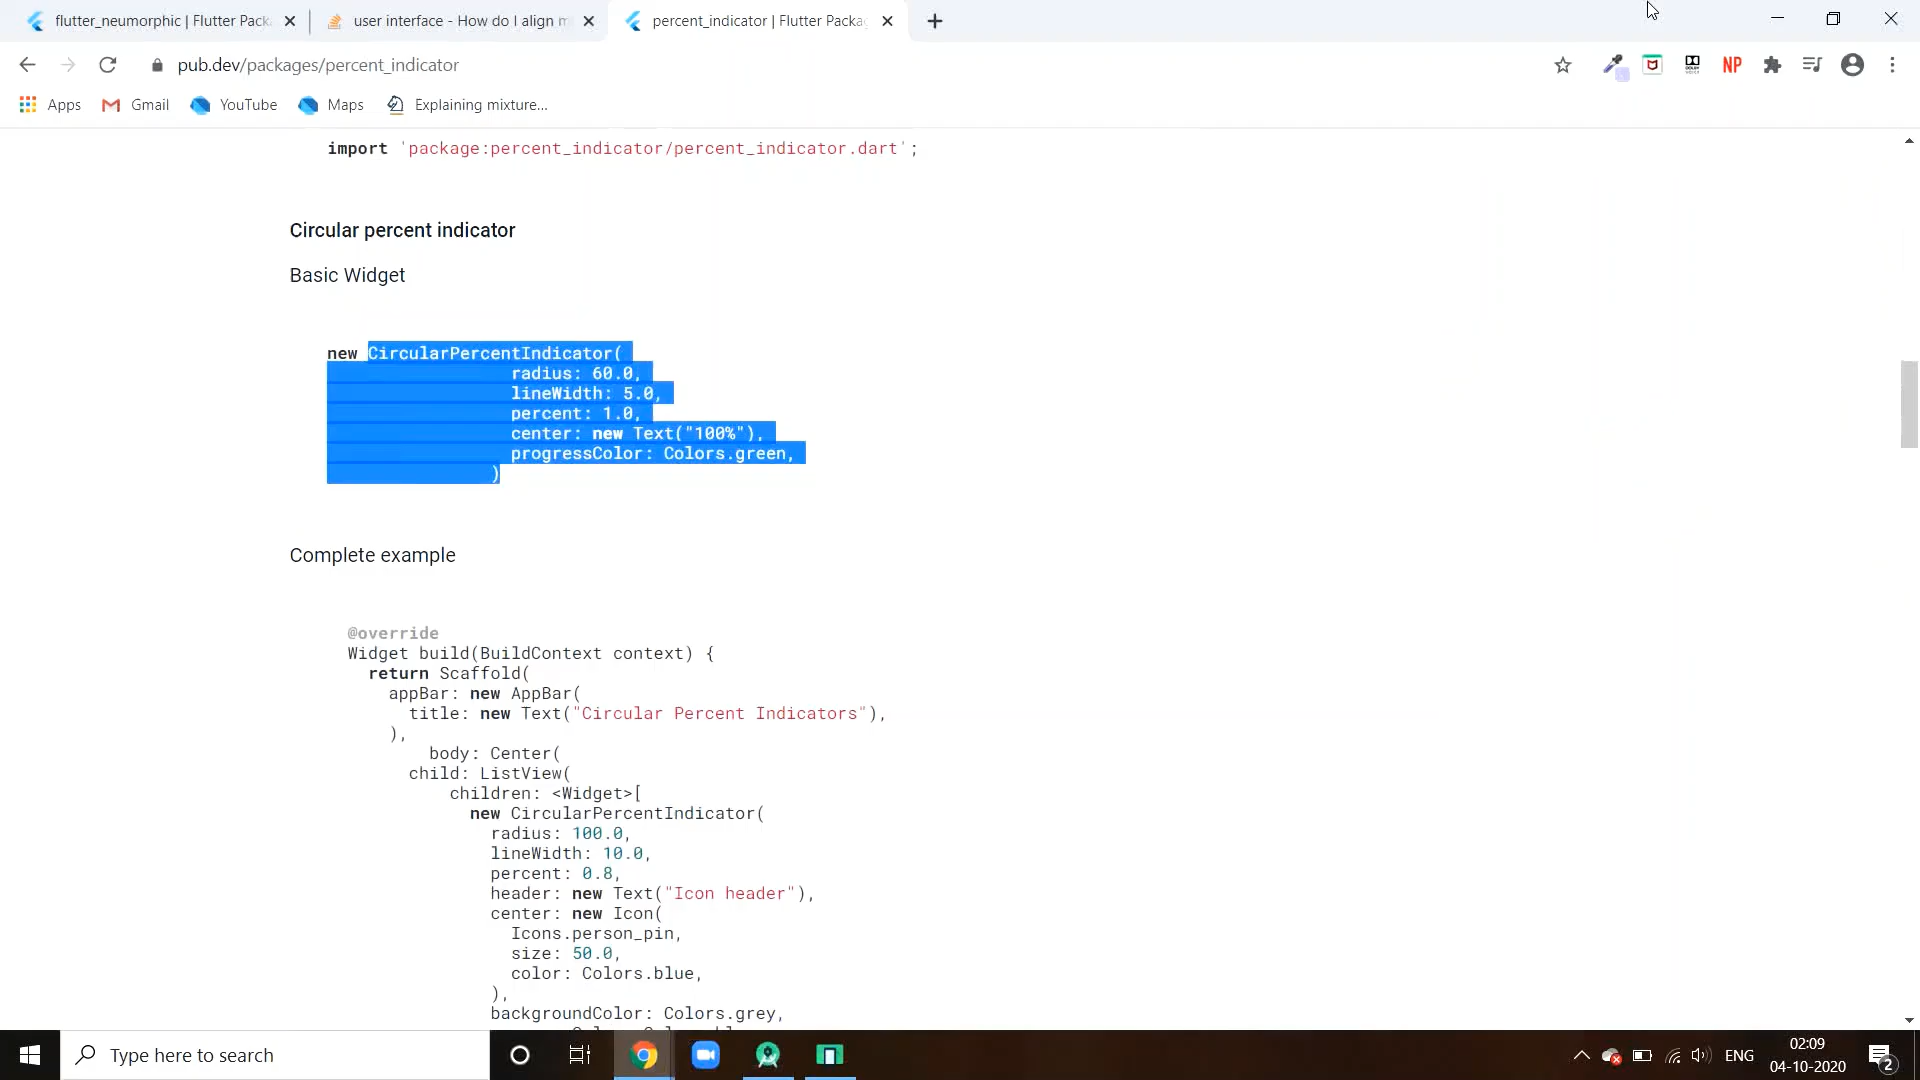 flutter_neumorphic | Flutter Pack
user interface - How do I align m
percent_indicator | Flutter Packa
pub.dev/packages/percent_indicator
NP
Apps
Gmail
YouTube
Maps
Explaining mixture...
import 'package:percent_indicator/percent_indicator.dart';
Circular percent indicator
Basic Widget
new CircularPercentIndicator(
radius: 60.0,
lineWidth: 5.0,
percent: 1.0,
center: new Text("100%"),
progressColor: Colors.green,
)
Complete example
@override
Widget build(BuildContext context) {
return Scaffold(
appBar: new AppBar(
title: new Text("Circular Percent Indicators"),
),
body: Center(
child: ListView(
children: <Widget>[
new CircularPercentIndicator(
radius: 100.0,
lineWidth: 10.0,
percent: 0.8,
header: new Text("Icon header"),
center: new Icon(
Icons.person_pin,
size: 50.0,
color: Colors.blue,
),
backgroundColor: Colors.grey,
Type here to search
ENG
02:09
04-10-2020
2